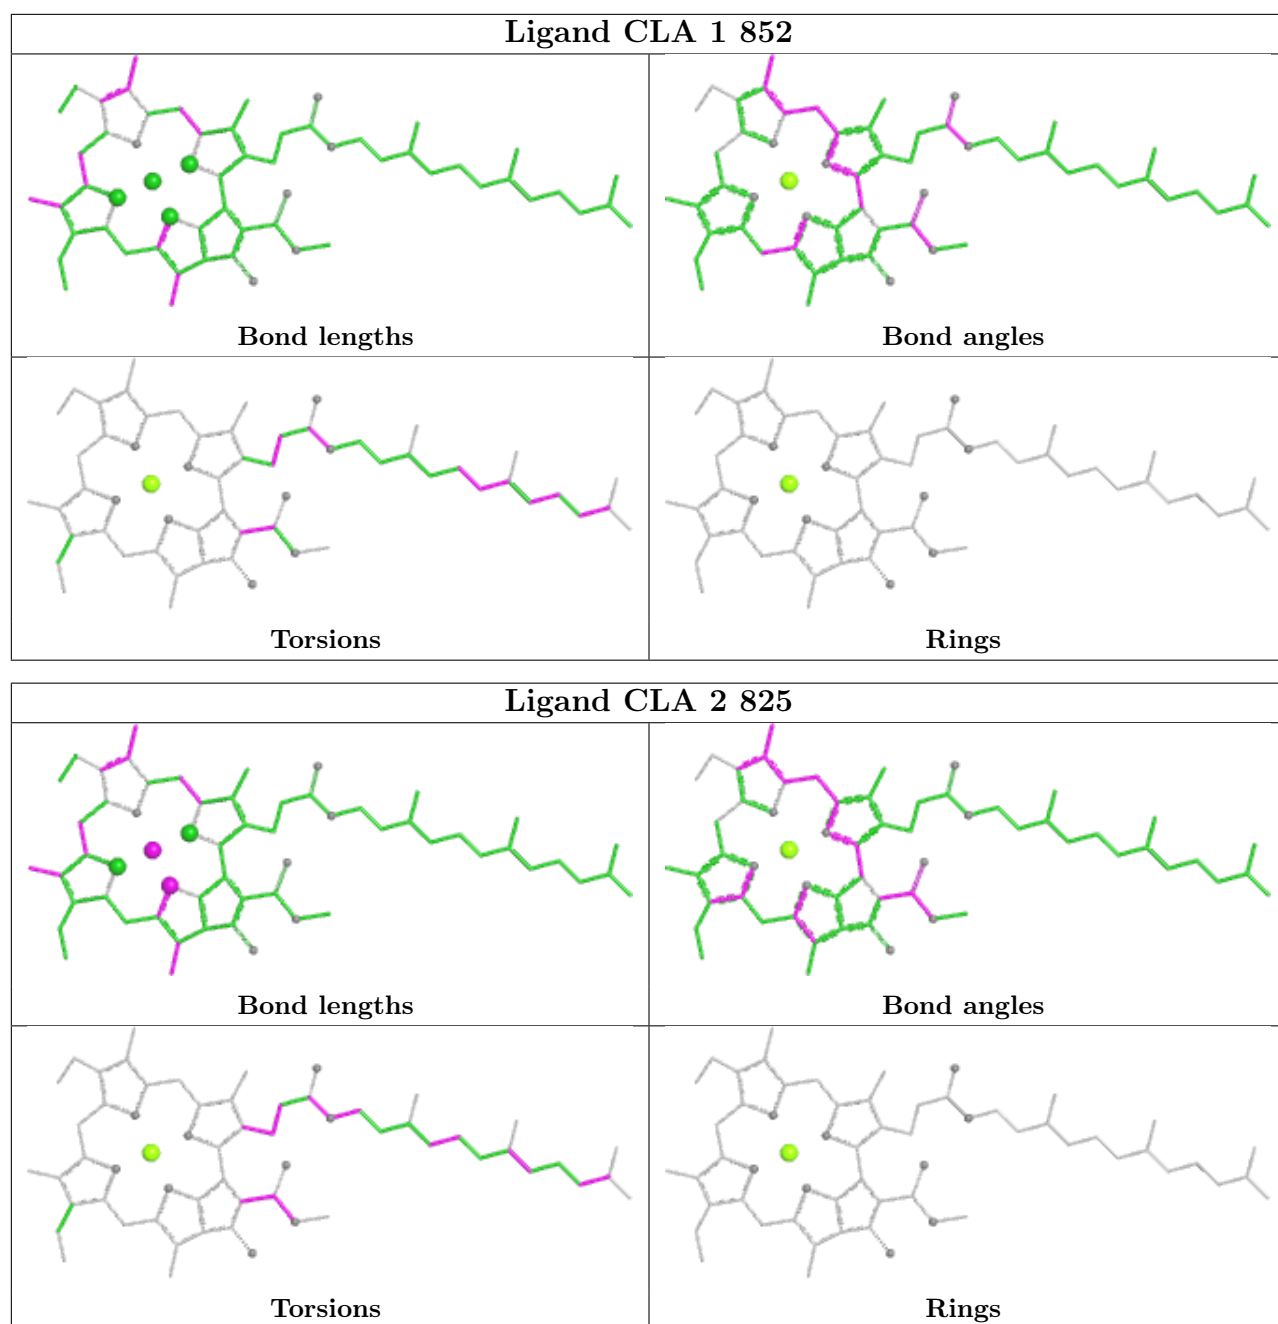 Ligand CLA 1 852
Bond lengths
Bond angles
Torsions
Rings
Ligand CLA 2 825
Bond lengths
Bond angles
Torsions
Rings